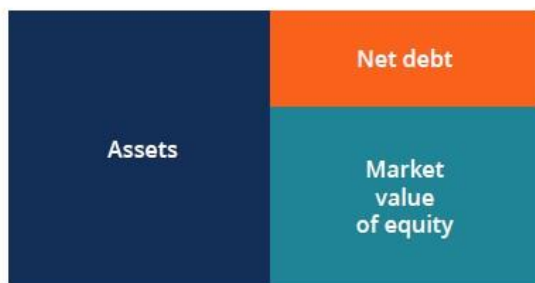 Net debt
Assets
Market
value
of equity